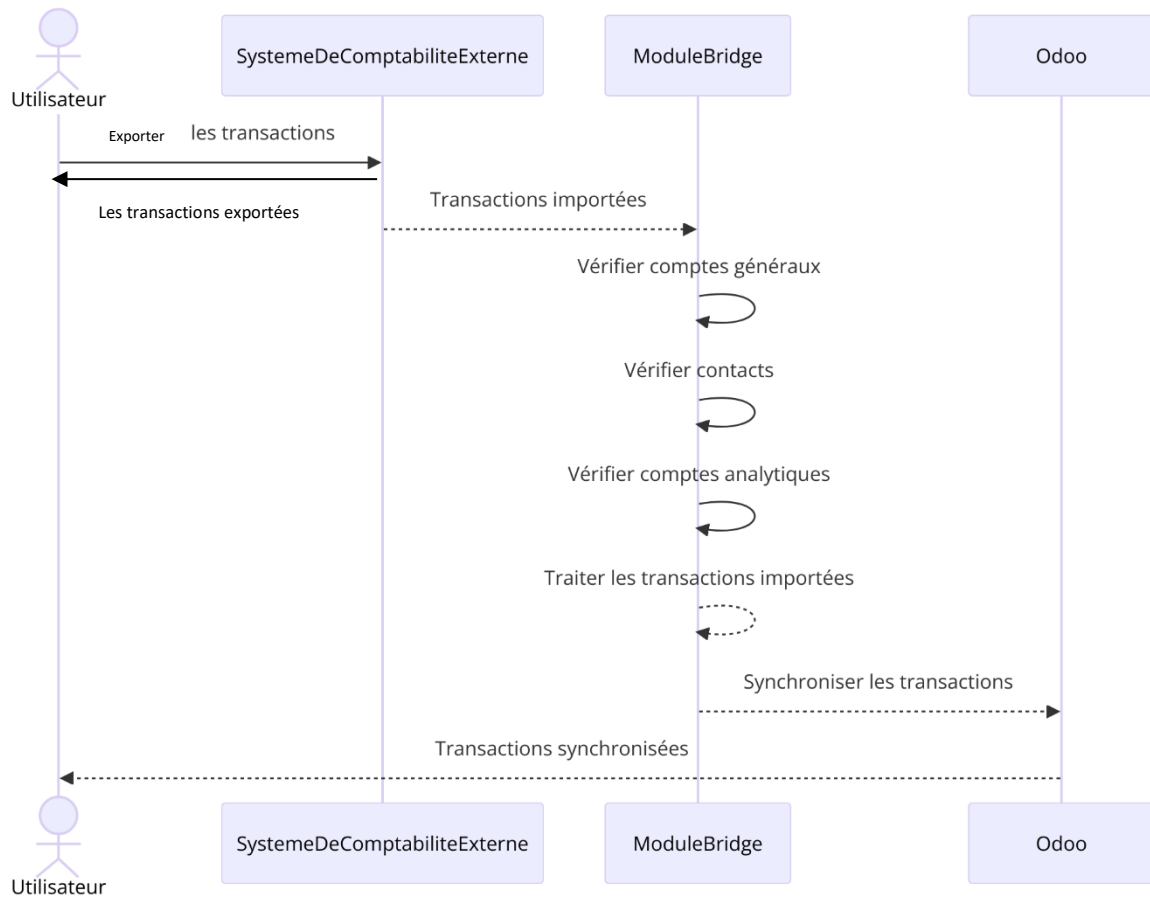 Utilisateur
SystemeDeComptabiliteExterne
ModuleBridge
Odoo
Exporter les transactions
Les transactions exportées
Transactions importées
Vérifier comptes généraux
Vérifier contacts
Vérifier comptes analytiques
Traiter les transactions importées
Synchroniser les transactions
Transactions synchronisées
Utilisateur
SystemeDeComptabiliteExterne
ModuleBridge
Odoo